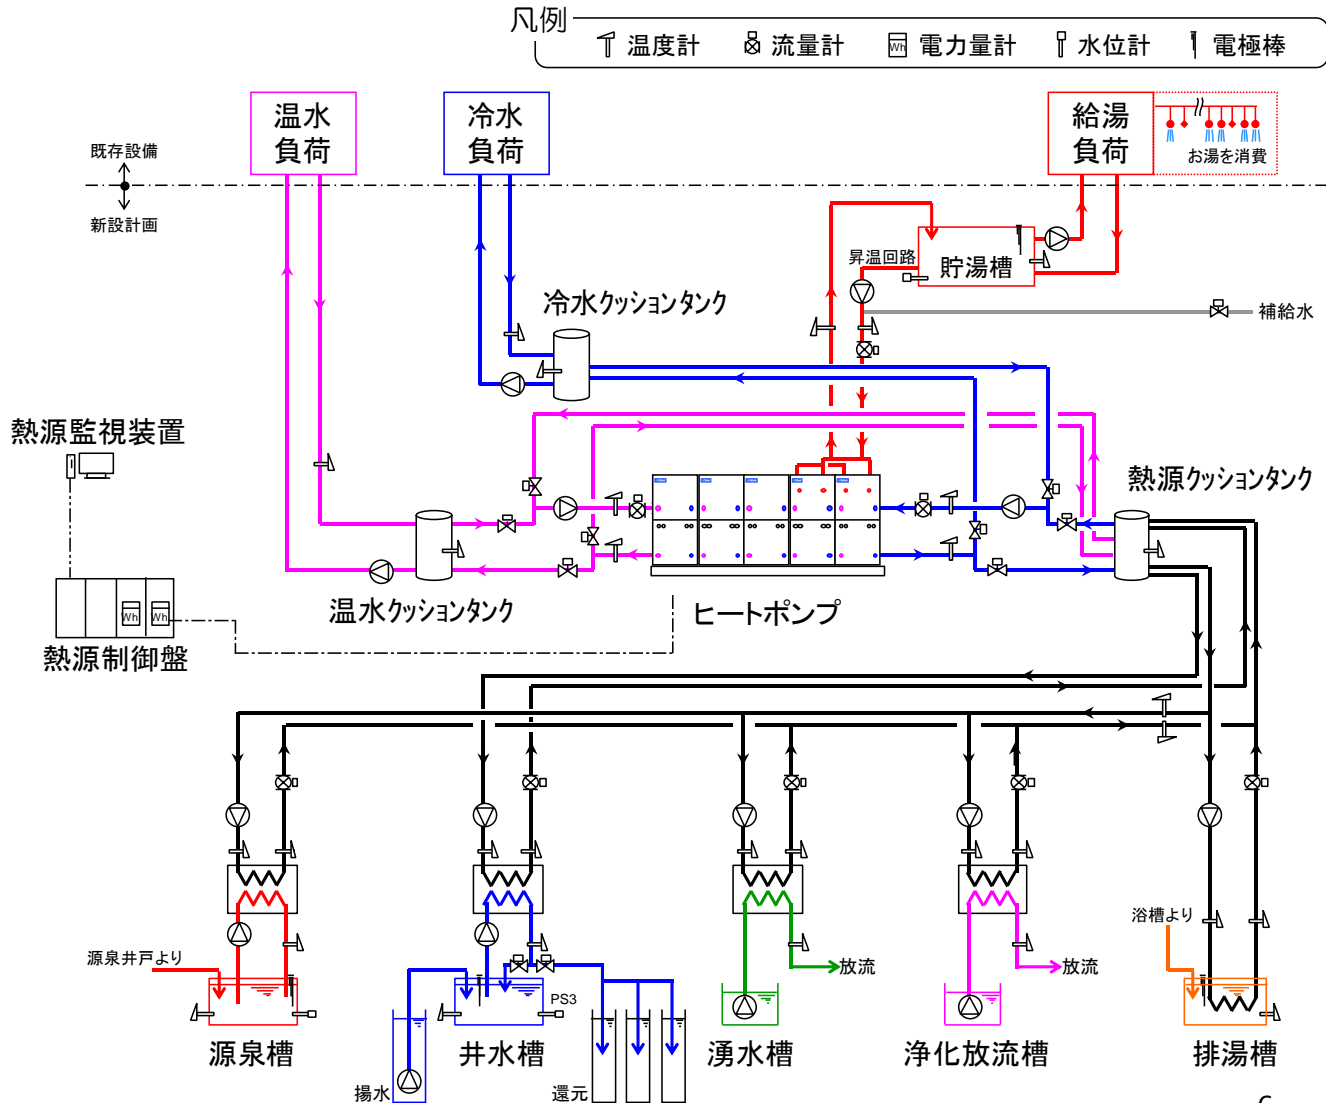 凡例
温度計
流量計
Wh
電力量計
水位計
電極棒
温水
負荷
冷水
負荷
給湯
負荷
お湯を消費
既存設備
新設計画
昇温回路
貯湯槽
補給水
冷水クッションタンク
熱源監視装置
熱源クッションタンク
温水クッションタンク
ヒートポンプ
Wh
Wh
熱源制御盤
源泉井戸より
浴槽より
放流
放流
PS3
源泉槽
井水槽
湧水槽
浄化放流槽
排湯槽
揚水
還元